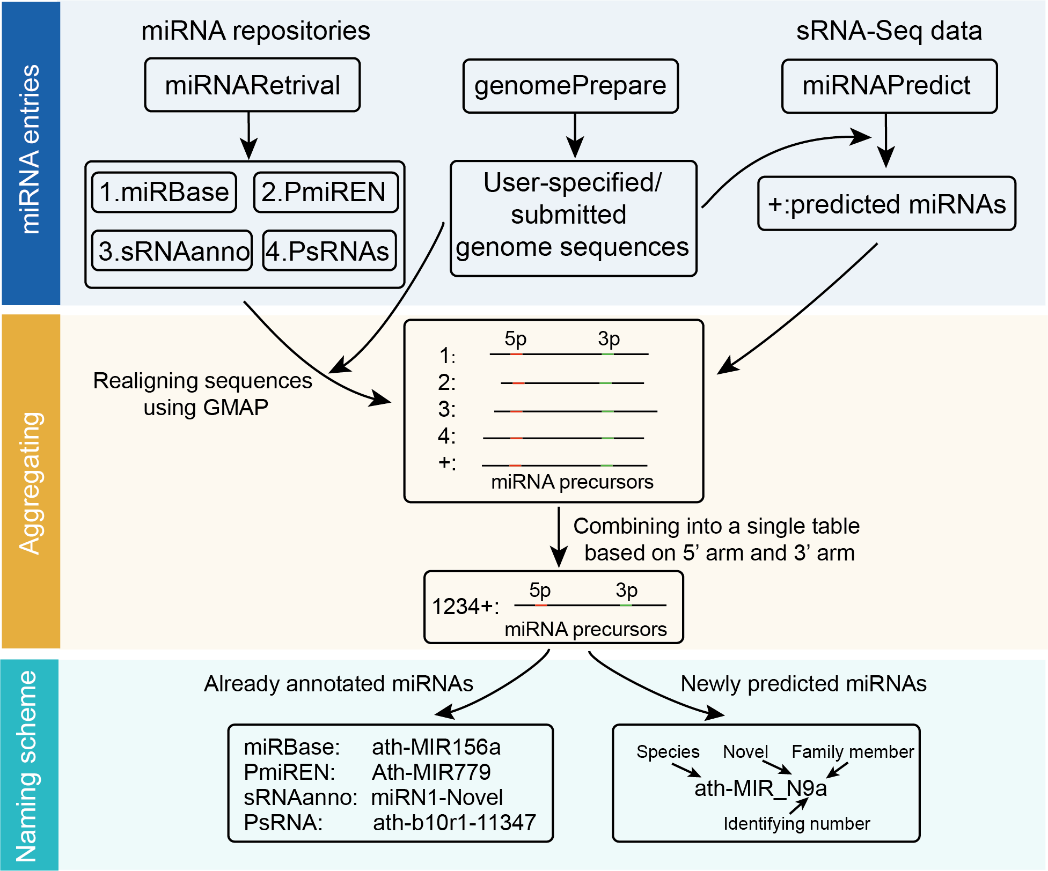 miRNA entries
miRNA repositories
sRNA-Seq data
miRNARetrival
genomePrepare
miRNAPredict
1.miRBase
2.PmiREN
3.sRNAanno
4.PsRNAs
User-specified/
submitted
genome sequences
+:predicted miRNAs
Aggregating
Realigning sequences
using GMAP
5p 3p
1:
2:
3:
4:
+:
miRNA precursors
Combining into a single table
based on 5’ arm and 3’ arm
5p 3p
1234+:
miRNA precursors
Naming scheme
Already annotated miRNAs
Newly predicted miRNAs
miRBase: ath-MIR156a
PmiREN: Ath-MIR779
sRNAanno: miRN1-Novel
PsRNA: ath-b10r1-11347
Species Novel Family member
ath-MIR_N9a
Identifying number